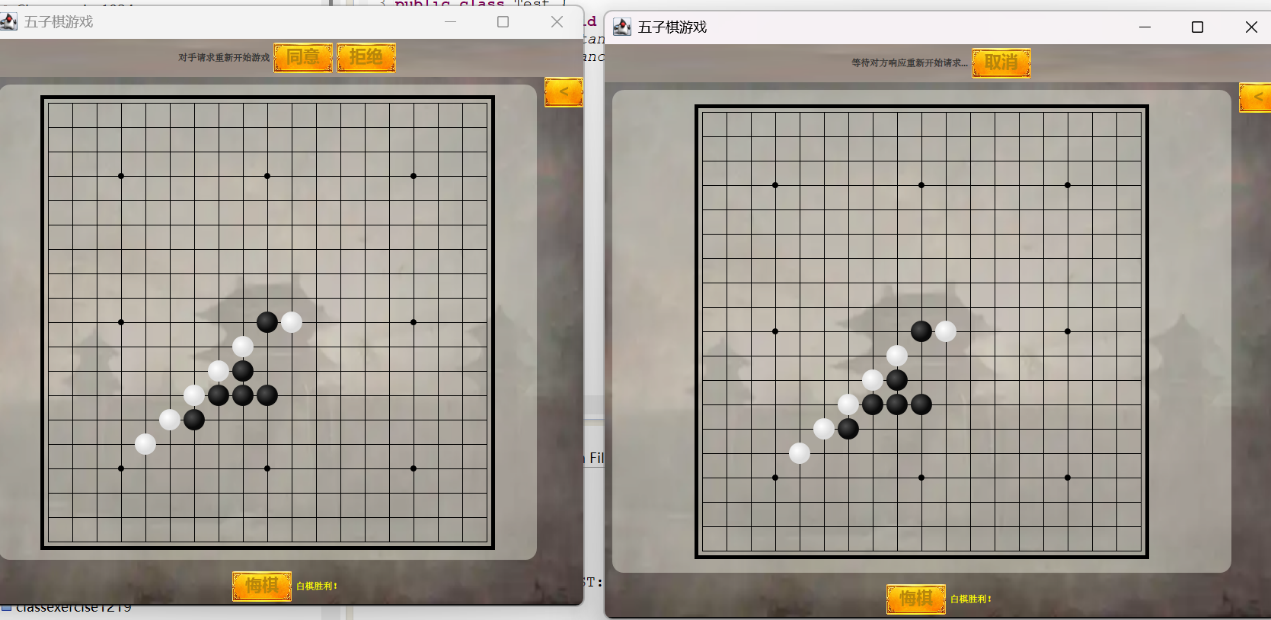 3 public class Test {
五子棋游戏
五子棋游戏
对手请求重新开始游戏 同意 拒绝
等待对方响应重新开始请求... 取消
<
<
悔棋 白棋胜利!
悔棋 白棋胜利!
classexercise1219